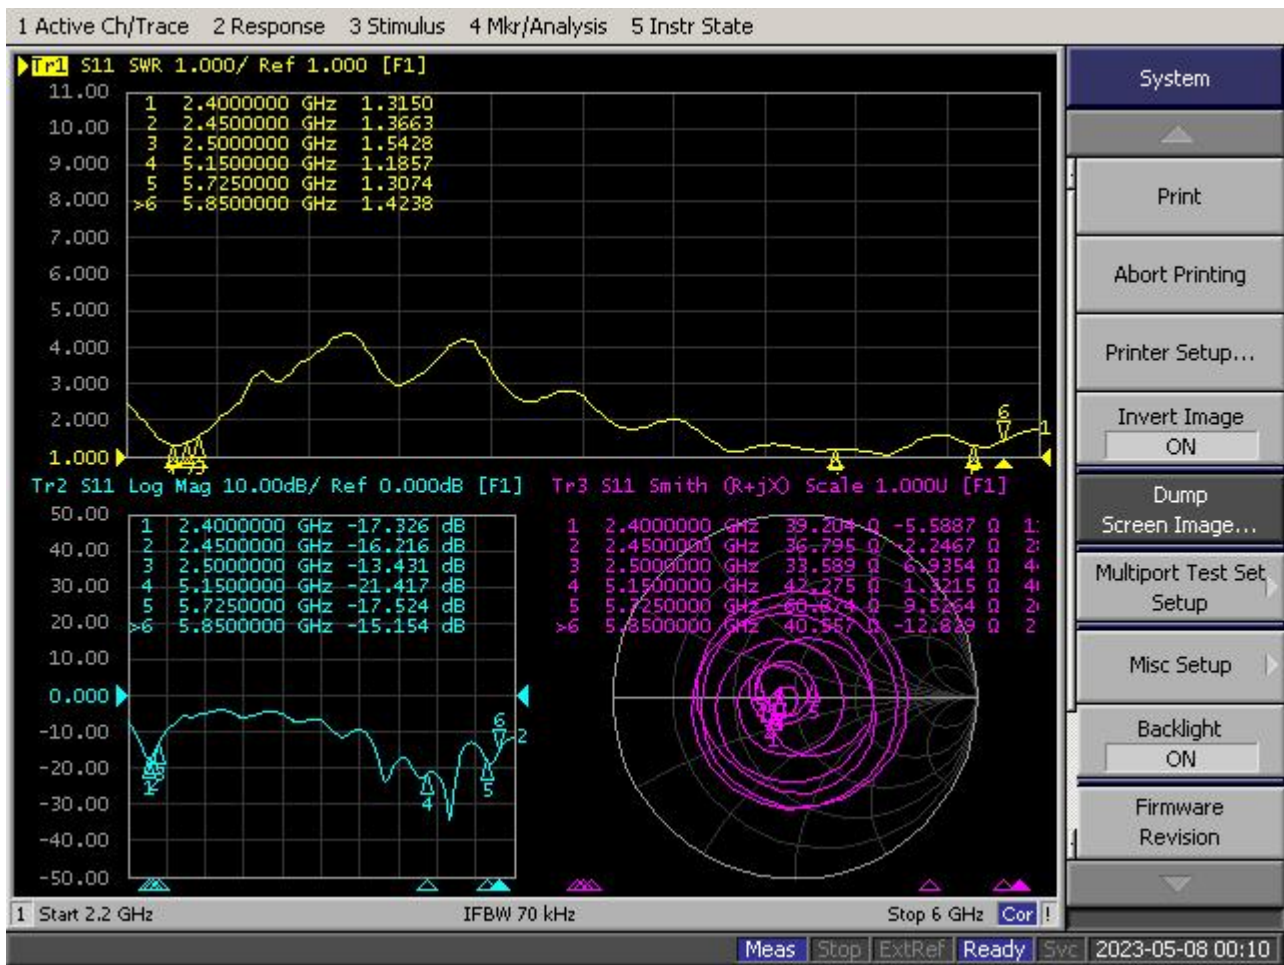 1 Active Ch/Trace 2 Response 3 Stimulus 4 Mkr/Analysis 5 Instr State
Tr1 S11 SWR 1.000/ Ref 1.000 [F1]
11.00
10.00
9.000
8.000
7.000
6.000
5.000
4.000
3.000
2.000
1.000
1 2.4000000 GHz 1.3150
2 2.4500000 GHz 1.3663
3 2.5000000 GHz 1.5428
4 5.1500000 GHz 1.1857
5 5.7250000 GHz 1.3074
>6 5.8500000 GHz 1.4238
6
1
Tr2 S11 Log Mag 10.00dB/ Ref 0.000dB [F1]
50.00
40.00
30.00
20.00
10.00
0.000
-10.00
-20.00
-30.00
-40.00
-50.00
1 2.4000000 GHz -17.326 dB
2 2.4500000 GHz -16.216 dB
3 2.5000000 GHz -13.431 dB
4 5.1500000 GHz -21.417 dB
5 5.7250000 GHz -17.524 dB
>6 5.8500000 GHz -15.154 dB
6
2
4
5
Tr3 S11 Smith (R+jX) Scale 1.000U [F1]
1 2.4000000 GHz 39.204 Ω -5.5887 Ω
2 2.4500000 GHz 36.795 Ω -2.2467 Ω
3 2.5000000 GHz 33.589 Ω 6.9354 Ω
4 5.1500000 GHz 42.275 Ω
5 5.7250000 GHz 60.874 Ω 9.5264 Ω
>6 5.8500000 GHz 40.557 Ω -12.829 Ω
1 Start 2.2 GHz IFBW 70 kHz Stop 6 GHz Cor !
Meas Stop ExtRef Ready Svc 2023-05-08 00:10
System
Print
Abort Printing
Printer Setup...
Invert Image
ON
Dump
Screen Image...
Multiport Test Set
Setup
Misc Setup
Backlight
ON
Firmware
Revision